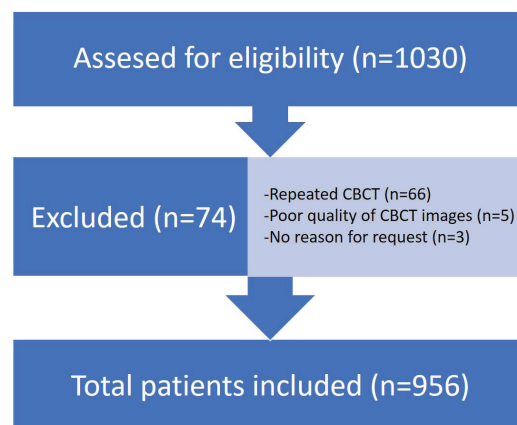 Assesed for eligibility (n=1030)
Excluded (n=74)
-Repeated CBCT (n=66)
-Poor quality of CBCT images (n=5)
-No reason for request (n=3)
Total patients included (n=956)